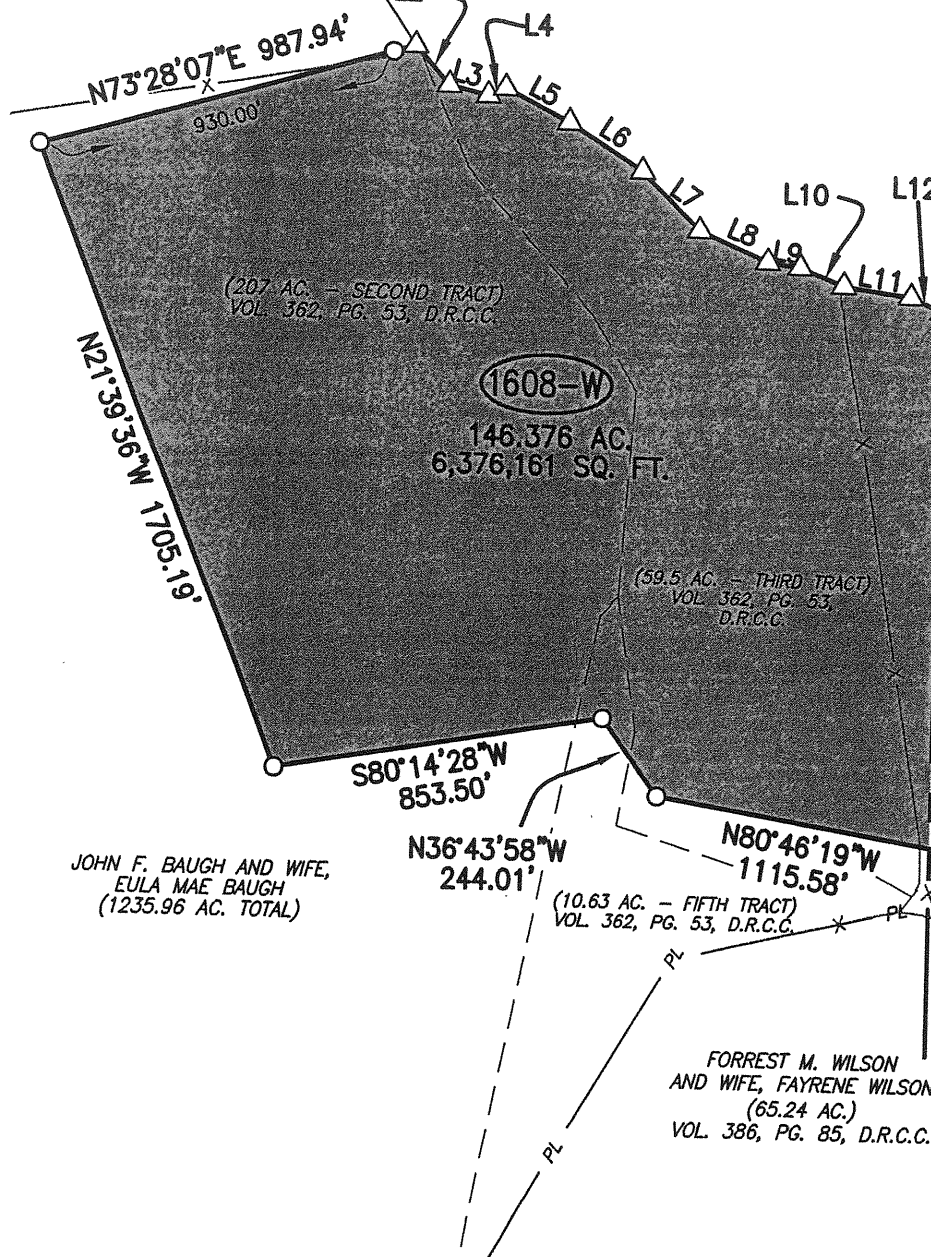 L4
N73°28'07"E 987.94'
930.00'
L3
L5
L6
L7
L8
L9
L10
L11
L12
(207 AC. - SECOND TRACT)
VOL. 362, PG. 53, D.R.C.C.
1608-W
146.376 AC.
6,376,161 SQ. FT.
N21°39'36"W 1705.19'
(59.5 AC. - THIRD TRACT)
VOL. 362, PG. 53,
D.R.C.C.
S80°14'28"W
853.50'
N36°43'58"W
244.01'
N80°46'19"W
1115.58'
JOHN F. BAUGH AND WIFE,
EULA MAE BAUGH
(1235.96 AC. TOTAL)
(10.63 AC. - FIFTH TRACT)
VOL. 362, PG. 53, D.R.C.C.
PL
PL
PL
FORREST M. WILSON
AND WIFE, FAYRENE WILSON
(65.24 AC.)
VOL. 386, PG. 85, D.R.C.C.